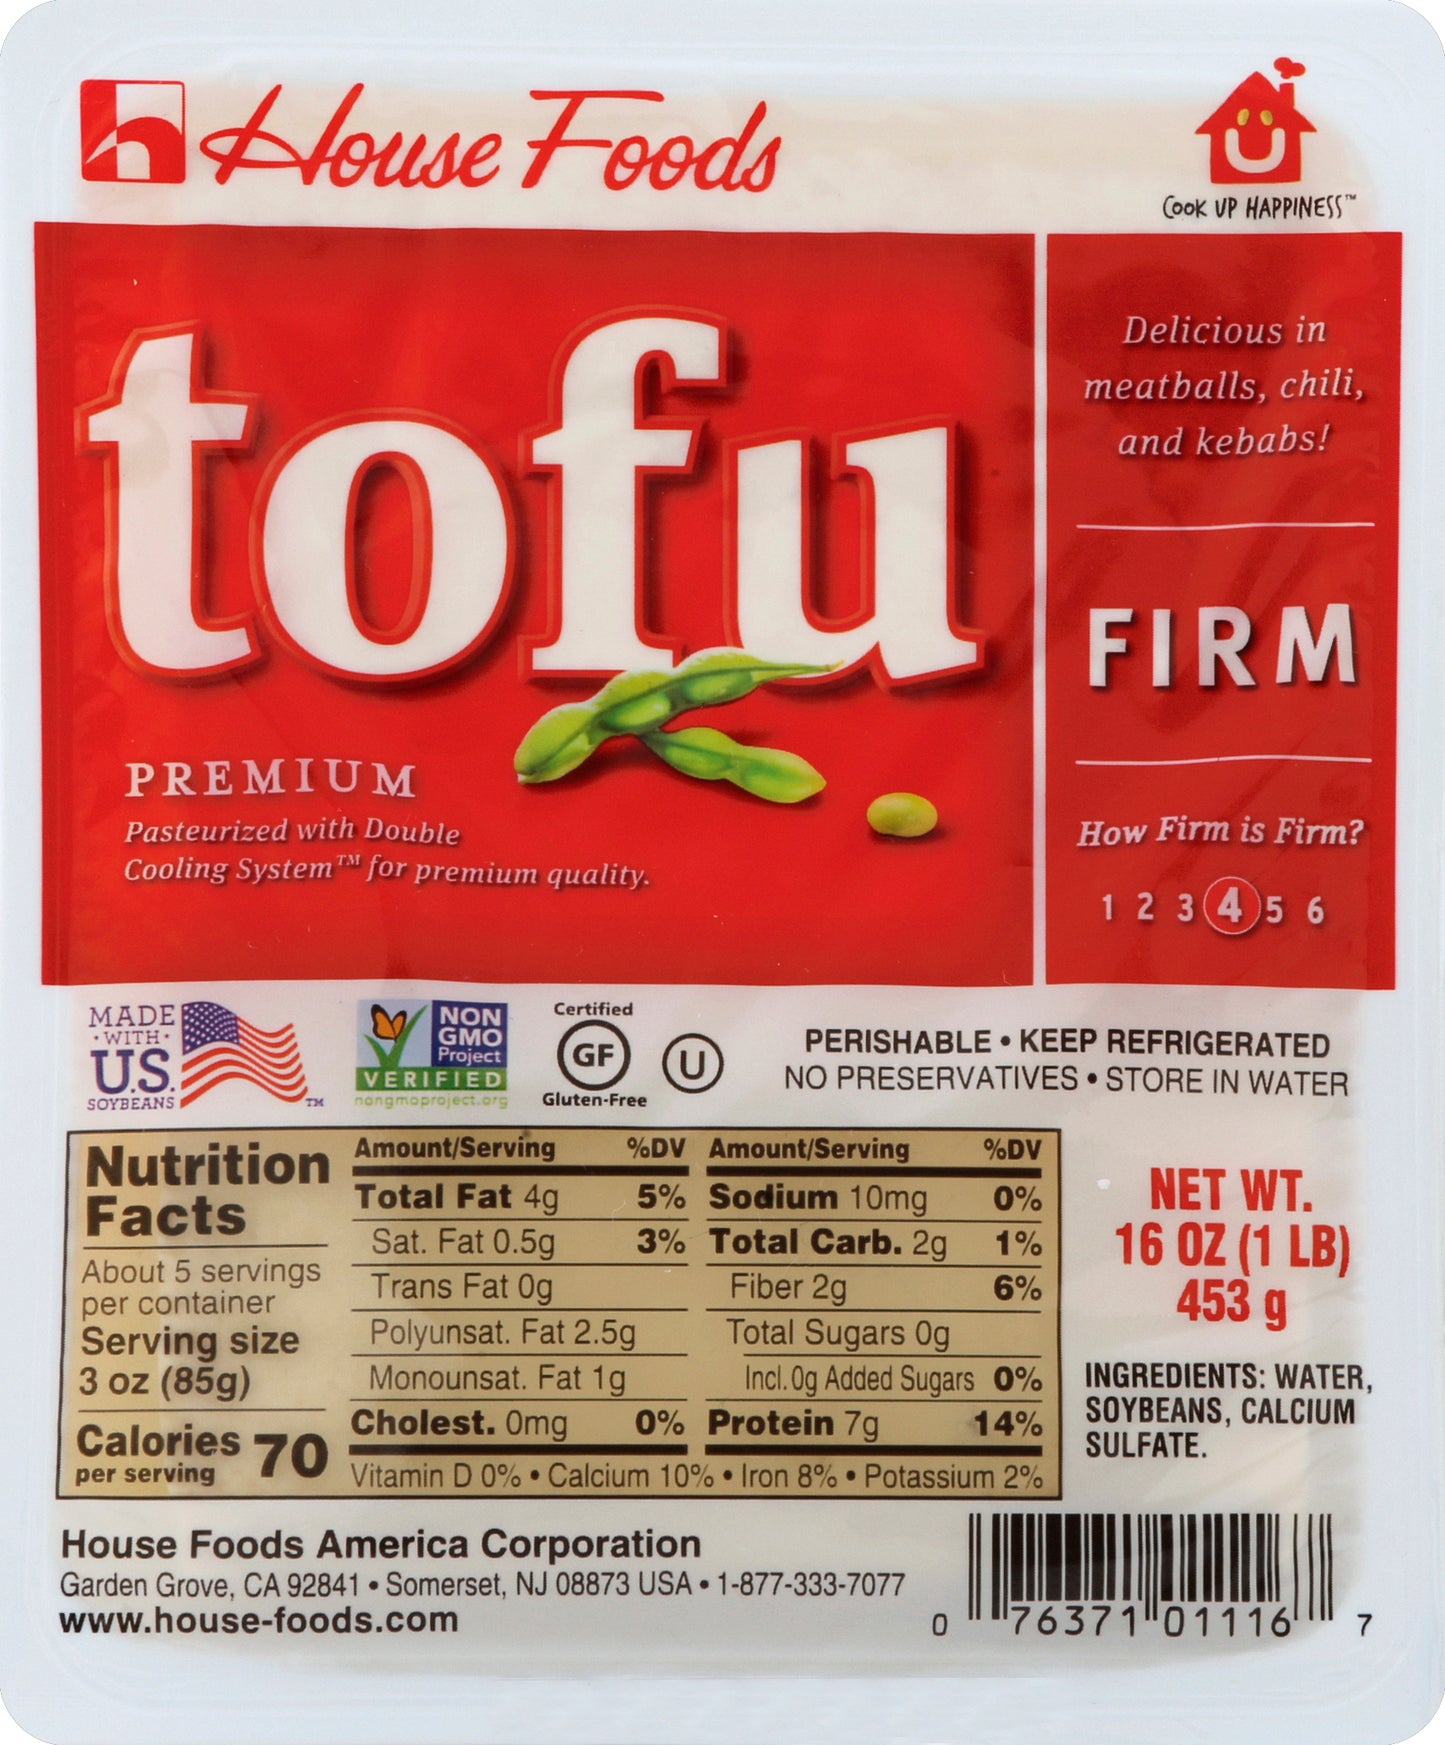 House Foods
COOK UP HAPPINESS™
tofu
PREMIUM
Pasteurized with Double
Cooling System™ for premium quality.
Delicious in
meatballs, chili,
and kebabs!
FIRM
How Firm is Firm?
1 2 3 4 5 6
MADE
• WITH •
U.S.
SOYBEANS
TM
NON
GMO
Project
VERIFIED
nongmoproject.org
Certified
GF
Gluten-Free
U
PERISHABLE • KEEP REFRIGERATED
NO PRESERVATIVES • STORE IN WATER
Nutrition
Facts
About 5 servings
per container
Serving size
3 oz (85g)
Calories 70
per serving
Amount/Serving %DV
Total Fat 4g 5%
Sat. Fat 0.5g 3%
Trans Fat 0g
Polyunsat. Fat 2.5g
Monounsat. Fat 1g
Cholest. 0mg 0%
Amount/Serving %DV
Sodium 10mg 0%
Total Carb. 2g 1%
Fiber 2g 6%
Total Sugars 0g
Incl. 0g Added Sugars 0%
Protein 7g 14%
Vitamin D 0% • Calcium 10% • Iron 8% • Potassium 2%
NET WT.
16 OZ (1 LB)
453 g
INGREDIENTS: WATER,
SOYBEANS, CALCIUM
SULFATE.
House Foods America Corporation
Garden Grove, CA 92841 • Somerset, NJ 08873 USA • 1-877-333-7077
www.house-foods.com
0 76371 01116 7